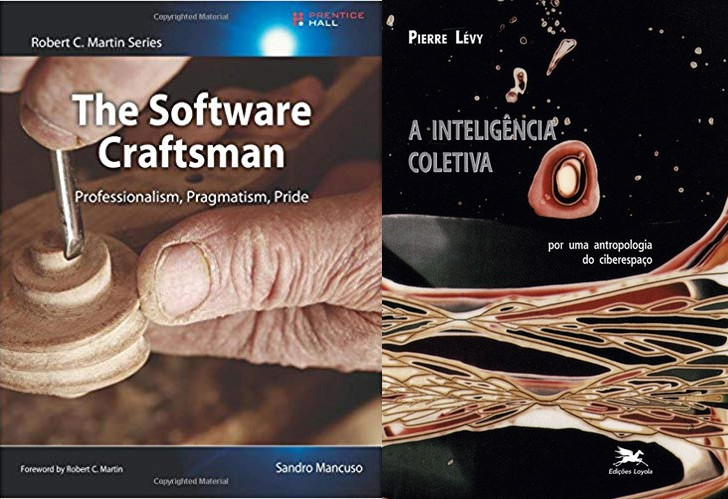 Copyrighted Material
PRENTICE
HALL
Robert C. Martin Series
The Software
Craftsman
Professionalism, Pragmatism, Pride
Foreword by Robert C. Martin
Sandro Mancuso
Copyrighted Material
PIERRE LÉVY
A INTELIGÊNCIA
COLETIVA
por uma antropologia
do ciberespaço
Edições Loyola